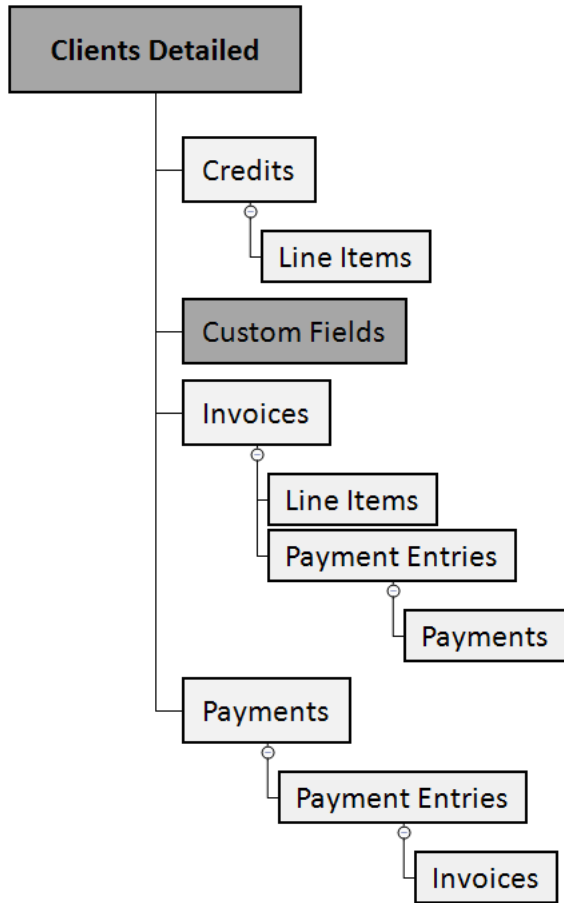 Clients Detailed
Credits
Line Items
Custom Fields
Invoices
Line Items
Payment Entries
Payments
Payments
Payment Entries
Invoices